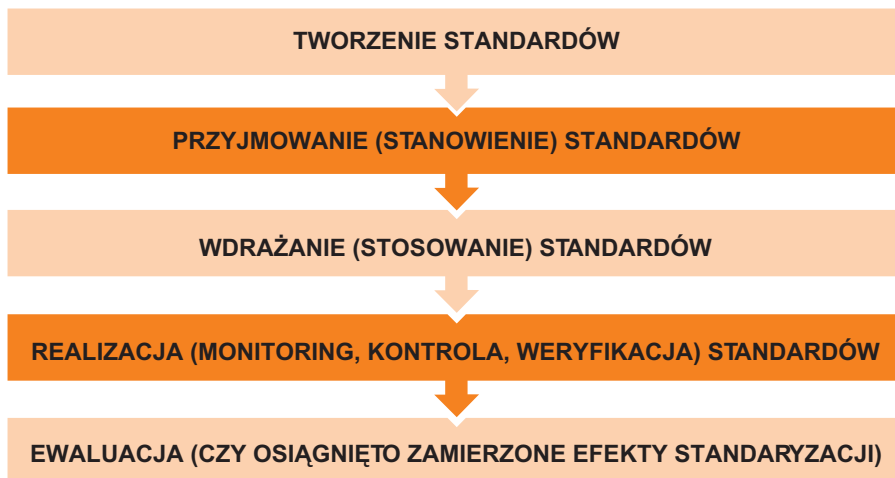 TWORZENIE STANDARDÓW
PRZYJMOWANIE (STANOWIENIE) STANDARDÓW
WDRAŻANIE (STOSOWANIE) STANDARDÓW
REALIZACJA (MONITORING, KONTROLA, WERYFIKACJA) STANDARDÓW
EWALUACJA (CZY OSIĄGNIĘTO ZAMIERZONE EFEKTY STANDARYZACJI)